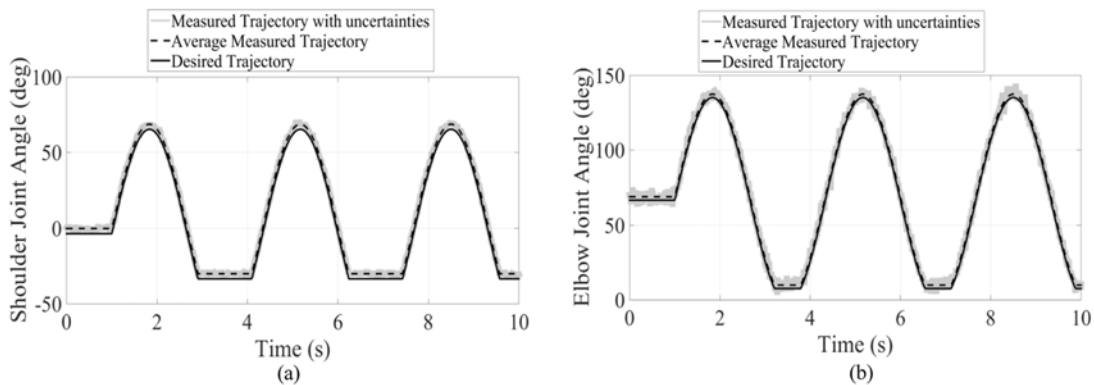 Measured Trajectory with uncertainties
Average Measured Trajectory
Desired Trajectory
100
50
0
-50
Shoulder Joint Angle (deg)
0 2 4 6 8 10
Time (s)
(a)
Measured Trajectory with uncertainties
Average Measured Trajectory
Desired Trajectory
150
100
50
0
Elbow Joint Angle (deg)
0 2 4 6 8 10
Time (s)
(b)